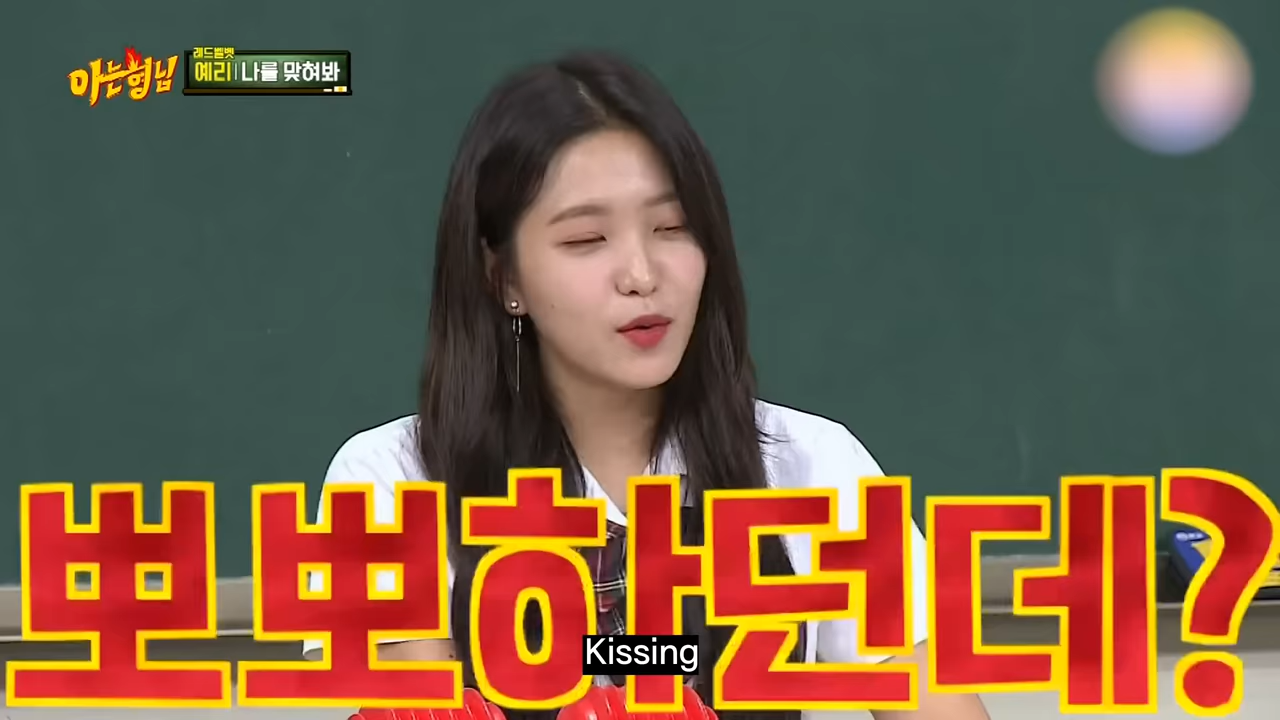 아는형님
레드벨벳
예리 나를 맞혀봐
뽀뽀하던데?
Kissing